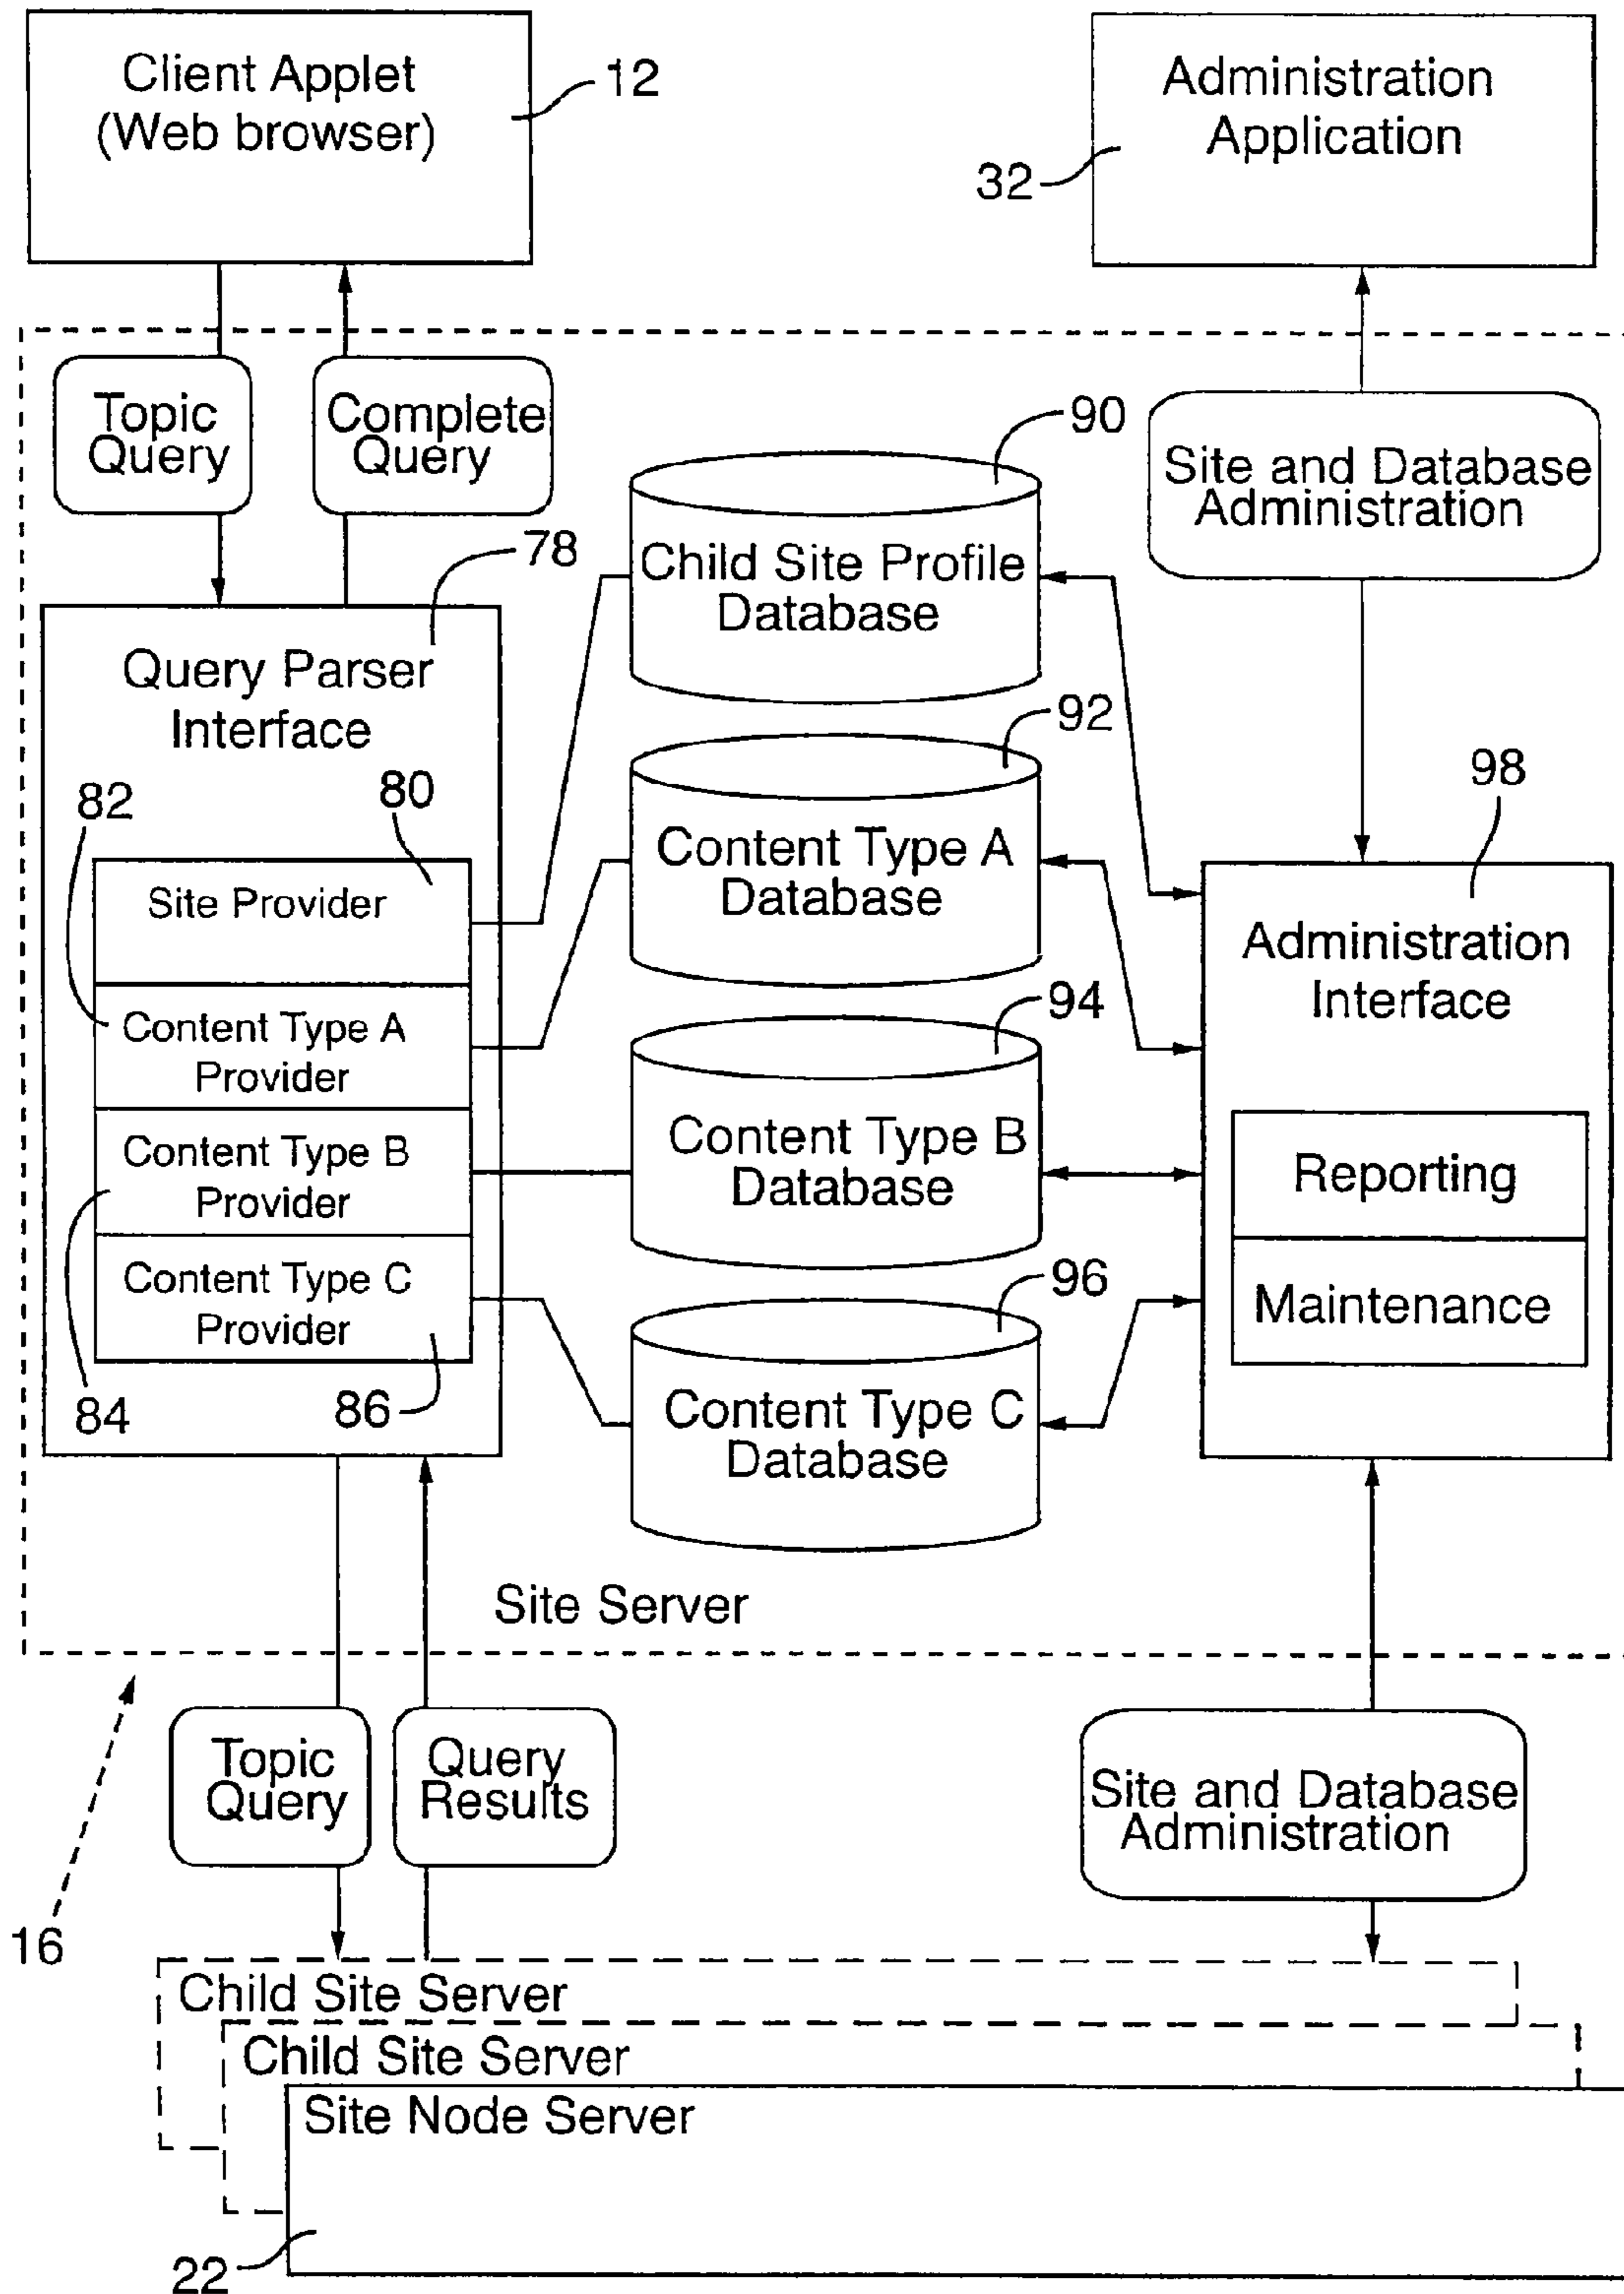 Client Applet
(Web browser)
12
Administration
Application
32
Topic
Query
Complete
Query
90
Site and Database
Administration
78
Child Site Profile
Database
Query Parser
Interface
92
98
82
80
Content Type A
Database
Site Provider
Administration
Interface
94
Content Type A
Provider
Content Type B
Database
Content Type B
Provider
Reporting
96
Content Type C
Provider
Maintenance
84
86
Content Type C
Database
Site Server
Topic
Query
Query
Results
Site and Database
Administration
16
Child Site Server
Child Site Server
Site Node Server
22